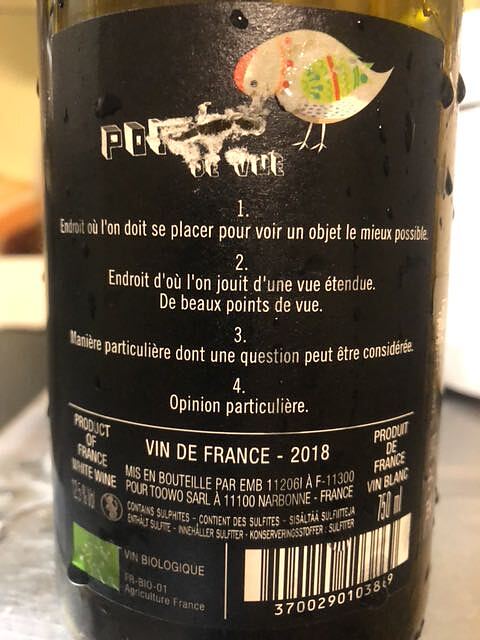 DE VUE
1.
Endroit où l'on doit se placer pour voir un objet le mieux possible.
2.
Endroit d'où l'on jouit d'une vue étendue.
De beaux points de vue.
3.
Manière particulière dont une question peut être considérée.
4.
Opinion particulière.
PRODUCT
OF
FRANCE
WHITE WINE
12,5 % Vol
VIN DE FRANCE - 2018
MIS EN BOUTEILLE PAR EMB 11206I À F-11300
POUR TOOWO SARL À 11100 NARBONNE - FRANCE
CONTAINS SULPHITES - CONTIENT DES SULFITES - SISÄLTÄÄ SULFIITTEJA
ENTHALT SULFITE - INNEHÅLLER SULFITER - KONSERVERINGSSTOFFER : SULFITER
PRODUIT
DE
FRANCE
VIN BLANC
750 ml
VIN BIOLOGIQUE
FR-BIO-01
Agriculture France